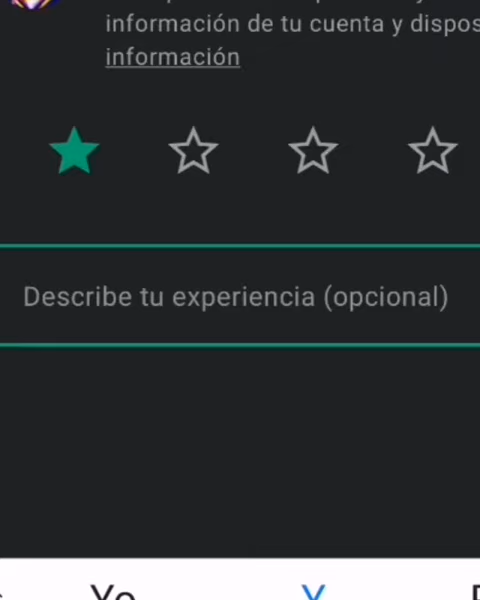 información de tu cuenta y dispos
información
Describe tu experiencia (opcional)
Yo
Y